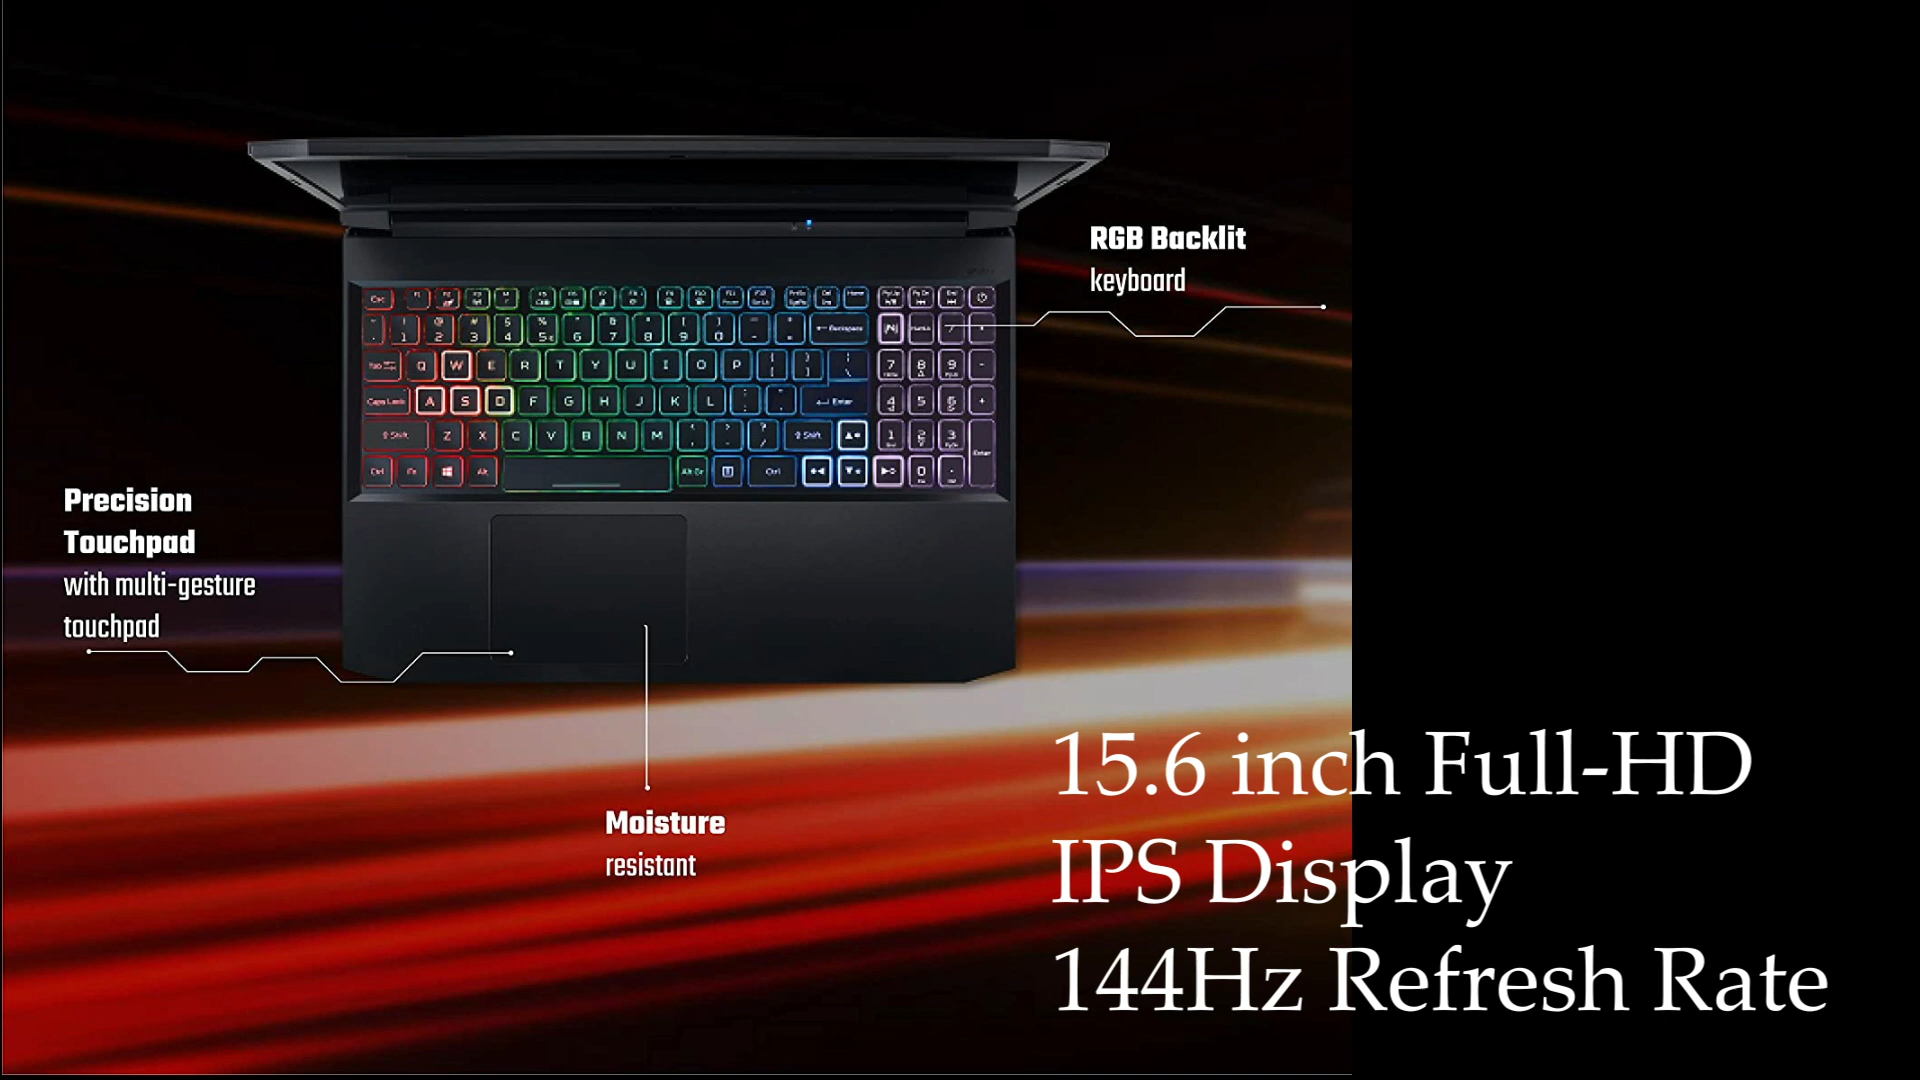 RGB Backlit
keyboard
Precision
Touchpad
with multi-gesture
touchpad
Moisture
resistant
15.6 inch Full-HD
IPS Display
144Hz Refresh Rate